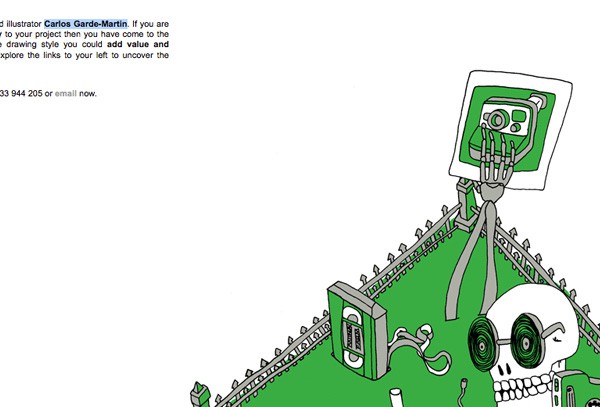 d illustrator Carlos Garde-Martin. If you are
to your project then you have come to the
drawing style you could add value and
xplore the links to your left to uncover the
33 944 205 or email now.